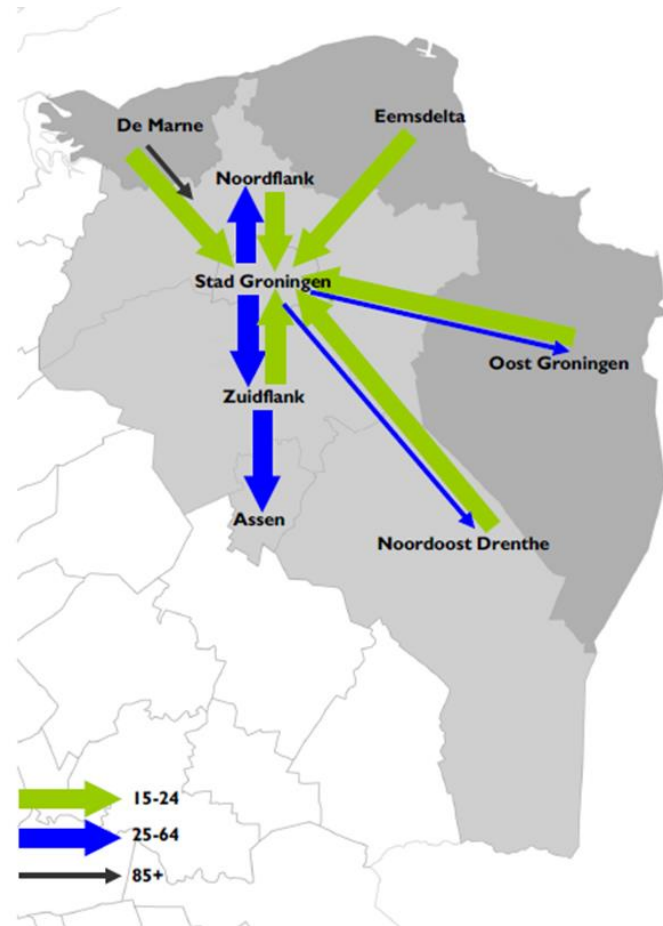 De Marne
Eemsdelta
Noordflank
Stad Groningen
Oost Groningen
Zuidflank
Assen
Noordoost Drenthe
15-24
25-64
85+